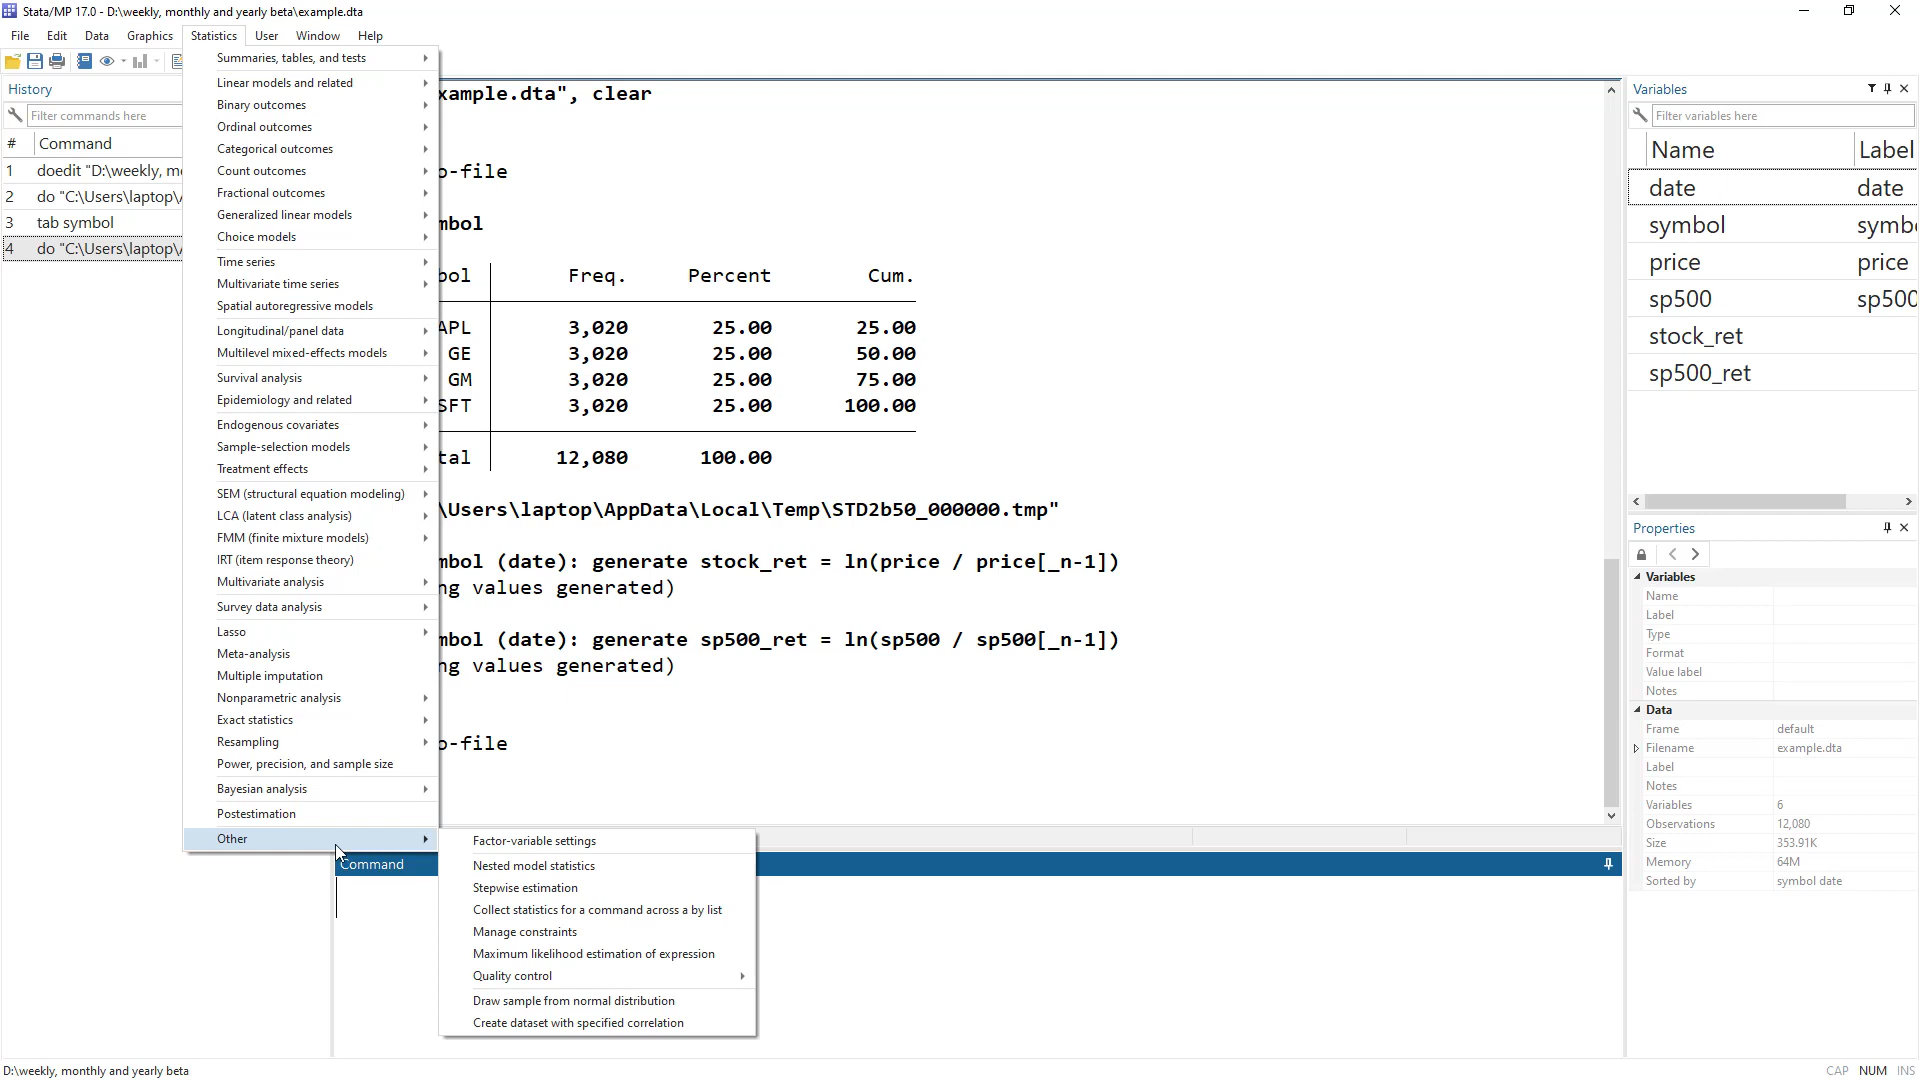 Stata/MP 17.0 - D:\weekly, monthly and yearly beta\example.dta
File Edit Data Graphics Statistics User Window Help
History
Filter commands here
# Command
1 doedit "D:\weekly, mo
2 do "C:\Users\laptop\A
3 tab symbol
4 do "C:\Users\laptop\A
Summaries, tables, and tests
Linear models and related
Binary outcomes
Ordinal outcomes
Categorical outcomes
Count outcomes
Fractional outcomes
Generalized linear models
Choice models
Time series
Multivariate time series
Spatial autoregressive models
Longitudinal/panel data
Multilevel mixed-effects models
Survival analysis
Epidemiology and related
Endogenous covariates
Sample-selection models
Treatment effects
SEM (structural equation modeling)
LCA (latent class analysis)
FMM (finite mixture models)
IRT (item response theory)
Multivariate analysis
Survey data analysis
Lasso
Meta-analysis
Multiple imputation
Nonparametric analysis
Exact statistics
Resampling
Power, precision, and sample size
Bayesian analysis
Postestimation
Other
Factor-variable settings
Nested model statistics
Stepwise estimation
Collect statistics for a command across a by list
Manage constraints
Maximum likelihood estimation of expression
Quality control
Draw sample from normal distribution
Create dataset with specified correlation
xample.dta", clear
o-file
mbol
bol Freq. Percent Cum.
APL 3,020 25.00 25.00
GE 3,020 25.00 50.00
GM 3,020 25.00 75.00
SFT 3,020 25.00 100.00
tal 12,080 100.00
\Users\laptop\AppData\Local\Temp\STD2b50_000000.tmp"
mbol (date): generate stock_ret = ln(price / price[_n-1])
ng values generated)
mbol (date): generate sp500_ret = ln(sp500 / sp500[_n-1])
ng values generated)
o-file
Command
Variables
Filter variables here
Name Label
date date
symbol symbo
price price
sp500 sp500
stock_ret
sp500_ret
Properties
Variables
Name
Label
Type
Format
Value label
Notes
Data
Frame default
Filename example.dta
Label
Notes
Variables 6
Observations 12,080
Size 353.91K
Memory 64M
Sorted by symbol date
D:\weekly, monthly and yearly beta
CAP NUM INS